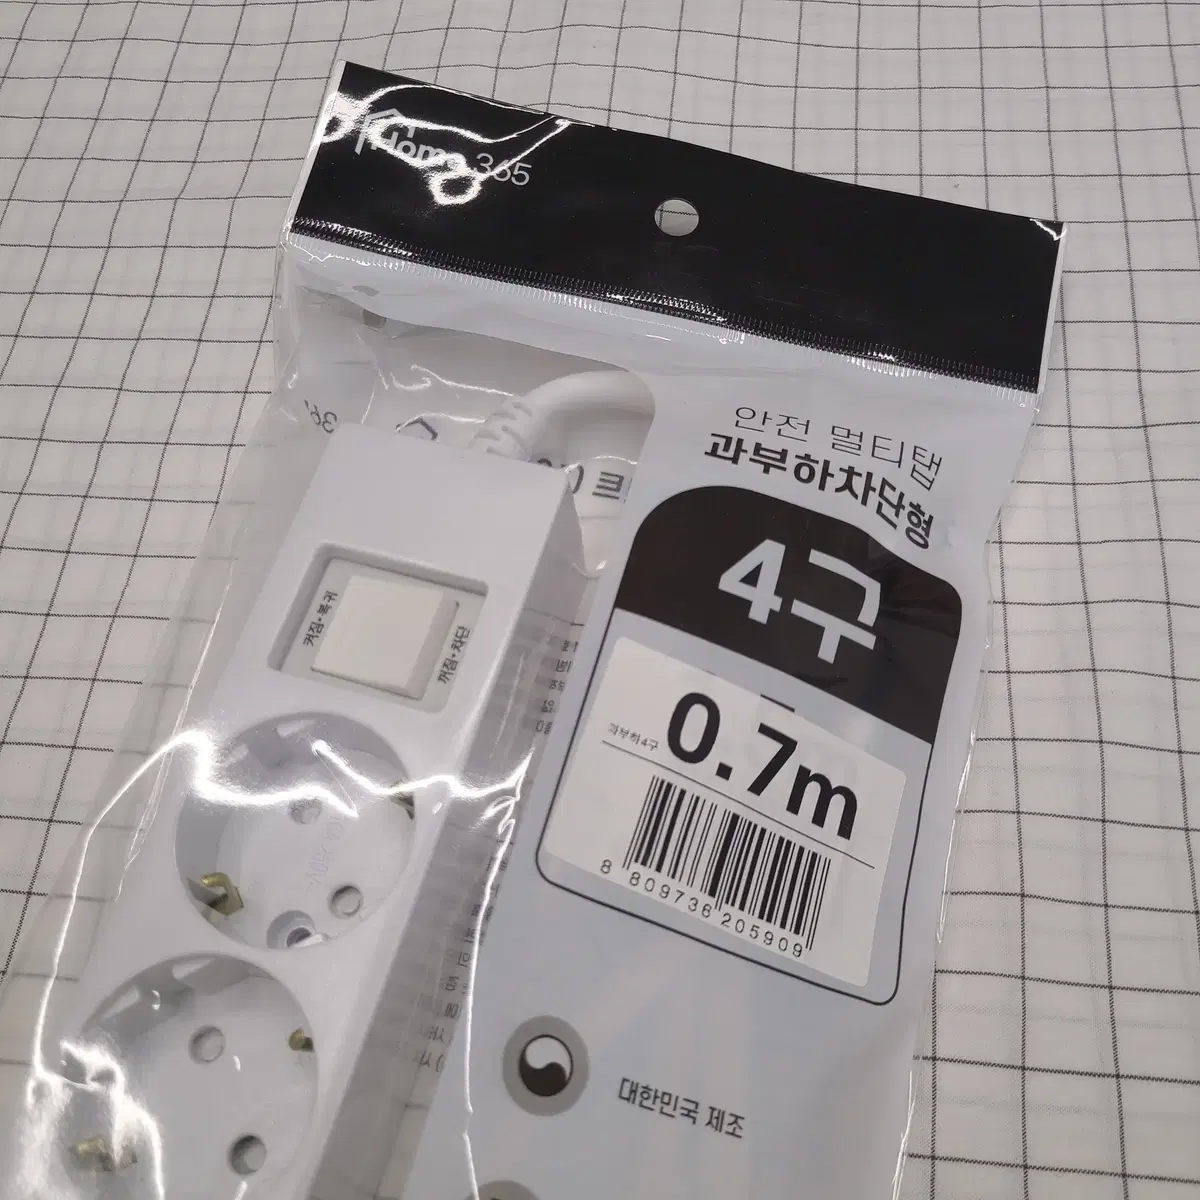 Home 365
안전 멀티탭
과부하차단형
4구
과부하4구
0.7m
8 809736 205909
켜짐·복귀
꺼짐·차단
대한민국 제조